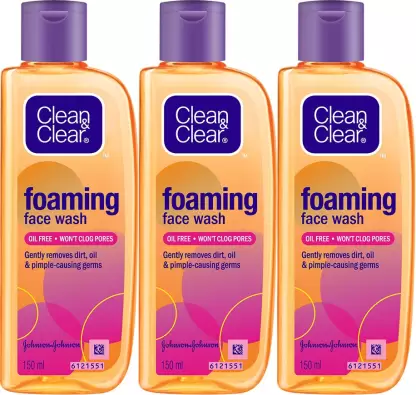 Clean & Clear®
foaming
face wash
OIL FREE • WON'T CLOG PORES
Gently removes dirt, oil
& pimple-causing germs
Johnson & Johnson
150 ml
6121551
Clean & Clear®
foaming
face wash
OIL FREE • WON'T CLOG PORES
Gently removes dirt, oil
& pimple-causing germs
Johnson & Johnson
150 ml
6121551
Clean & Clear®
foaming
face wash
OIL FREE • WON'T CLOG PORES
Gently removes dirt, oil
& pimple-causing germs
Johnson & Johnson
150 ml
6121551